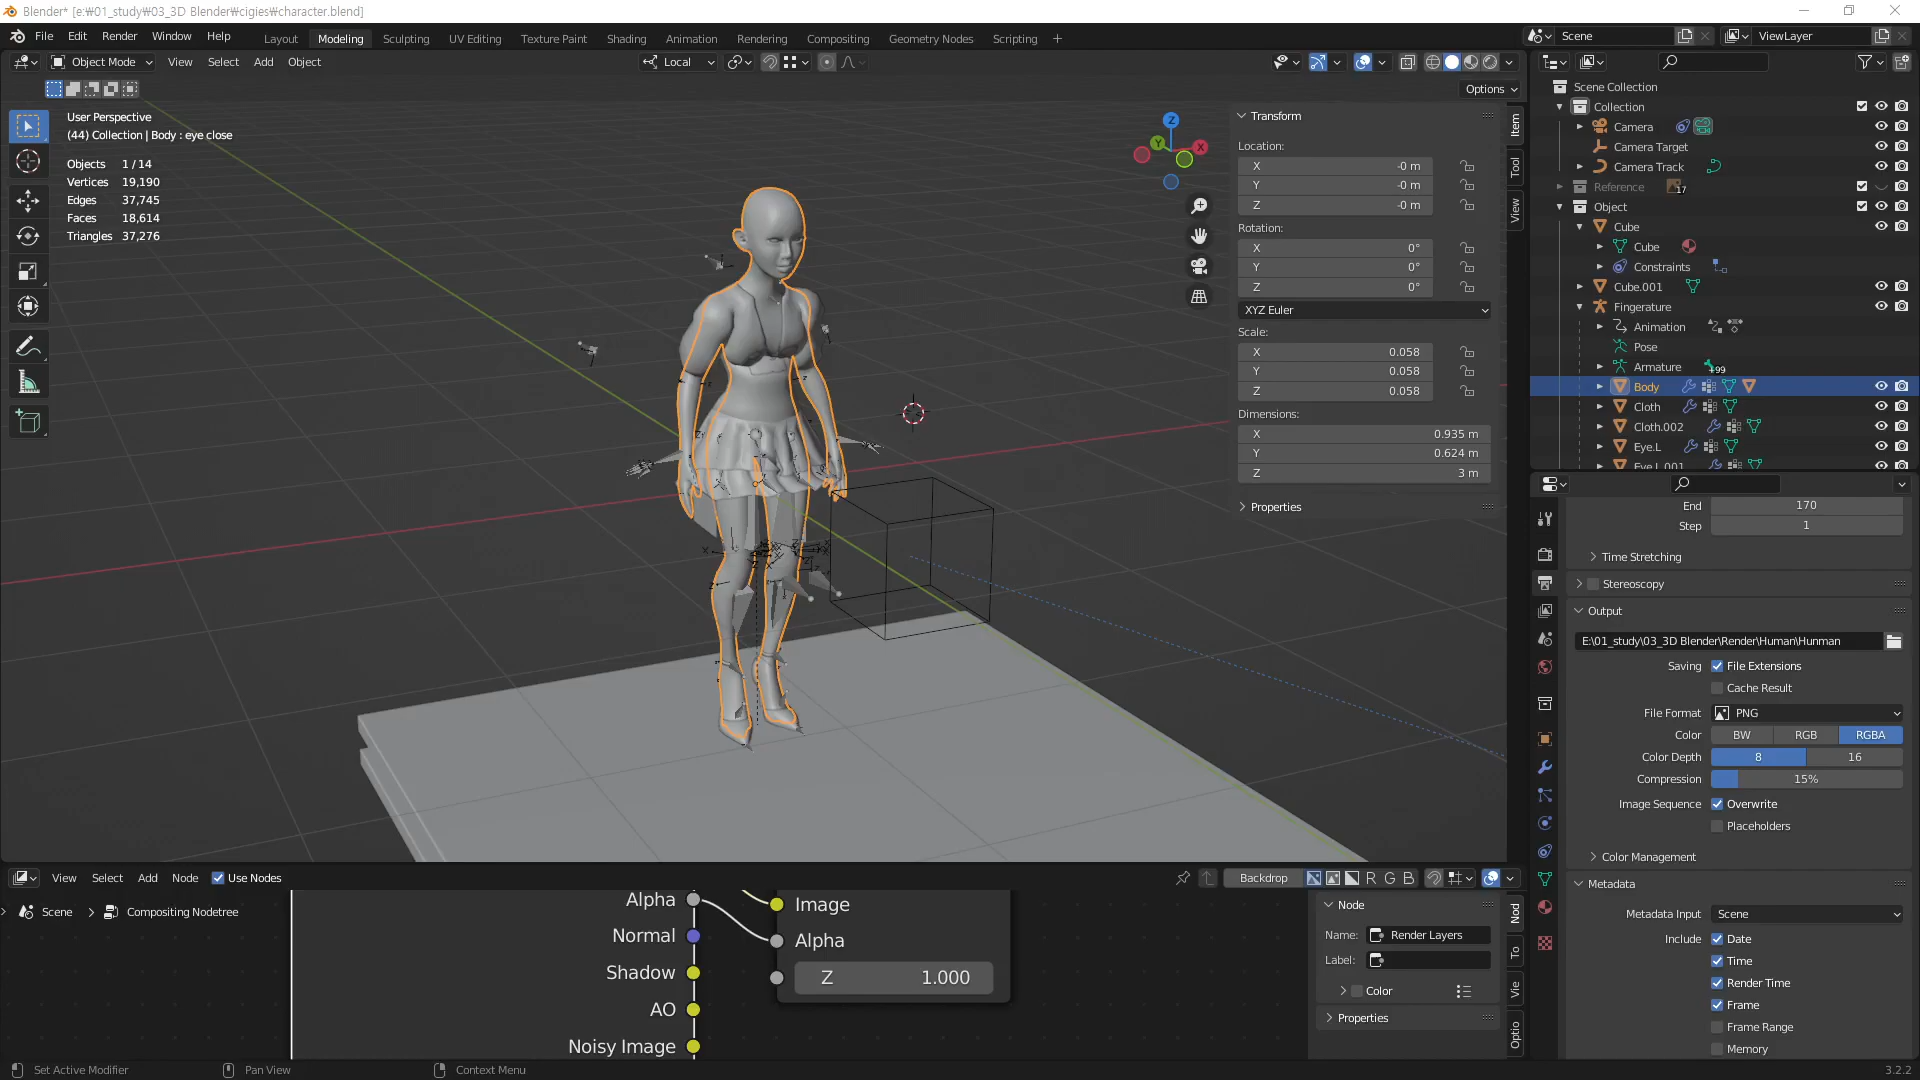 Blender* [e:₩01_study₩03_3D Blender₩cigies₩character.blend]
File Edit Render Window Help
Layout Modeling Sculpting UV Editing Texture Paint Shading Animation Rendering Compositing Geometry Nodes Scripting +
Scene
ViewLayer
Object Mode View Select Add Object
Local
Options
User Perspective
(44) Collection | Body : eye close
Objects 1 / 14
Vertices 19,190
Edges 37,745
Faces 18,614
Triangles 37,276
Z
Y
X
Transform
Location:
X -0 m
Y -0 m
Z -0 m
Rotation:
X 0°
Y 0°
Z 0°
XYZ Euler
Scale:
X 0.058
Y 0.058
Z 0.058
Dimensions:
X 0.935 m
Y 0.624 m
Z 3 m
Properties
Item
Tool
View
Scene Collection
Collection
Camera
Camera Target
Camera Track
Reference 17
Object
Cube
Cube
Constraints
Cube.001
Fingerature
Animation
Pose
Armature +99
Body
Cloth
Cloth.002
Eye.L
Eye.L.001
End 170
Step 1
Time Stretching
Stereoscopy
Output
E:\01_study\03_3D Blender\Render\Human\Hunman
Saving File Extensions
Cache Result
File Format PNG
Color BW RGB RGBA
Color Depth 8 16
Compression 15%
Image Sequence Overwrite
Placeholders
Color Management
Metadata
Metadata Input Scene
Include Date
Time
Render Time
Frame
Frame Range
Memory
View Select Add Node Use Nodes
Backdrop R G B
Scene > Compositing Nodetree
Alpha
Normal
Shadow
AO
Noisy Image
Image
Alpha
Z 1.000
Node
Name: Render Layers
Label:
Color
Properties
Nod
To
Vie
Optio
Set Active Modifier Pan View Context Menu
3.2.2